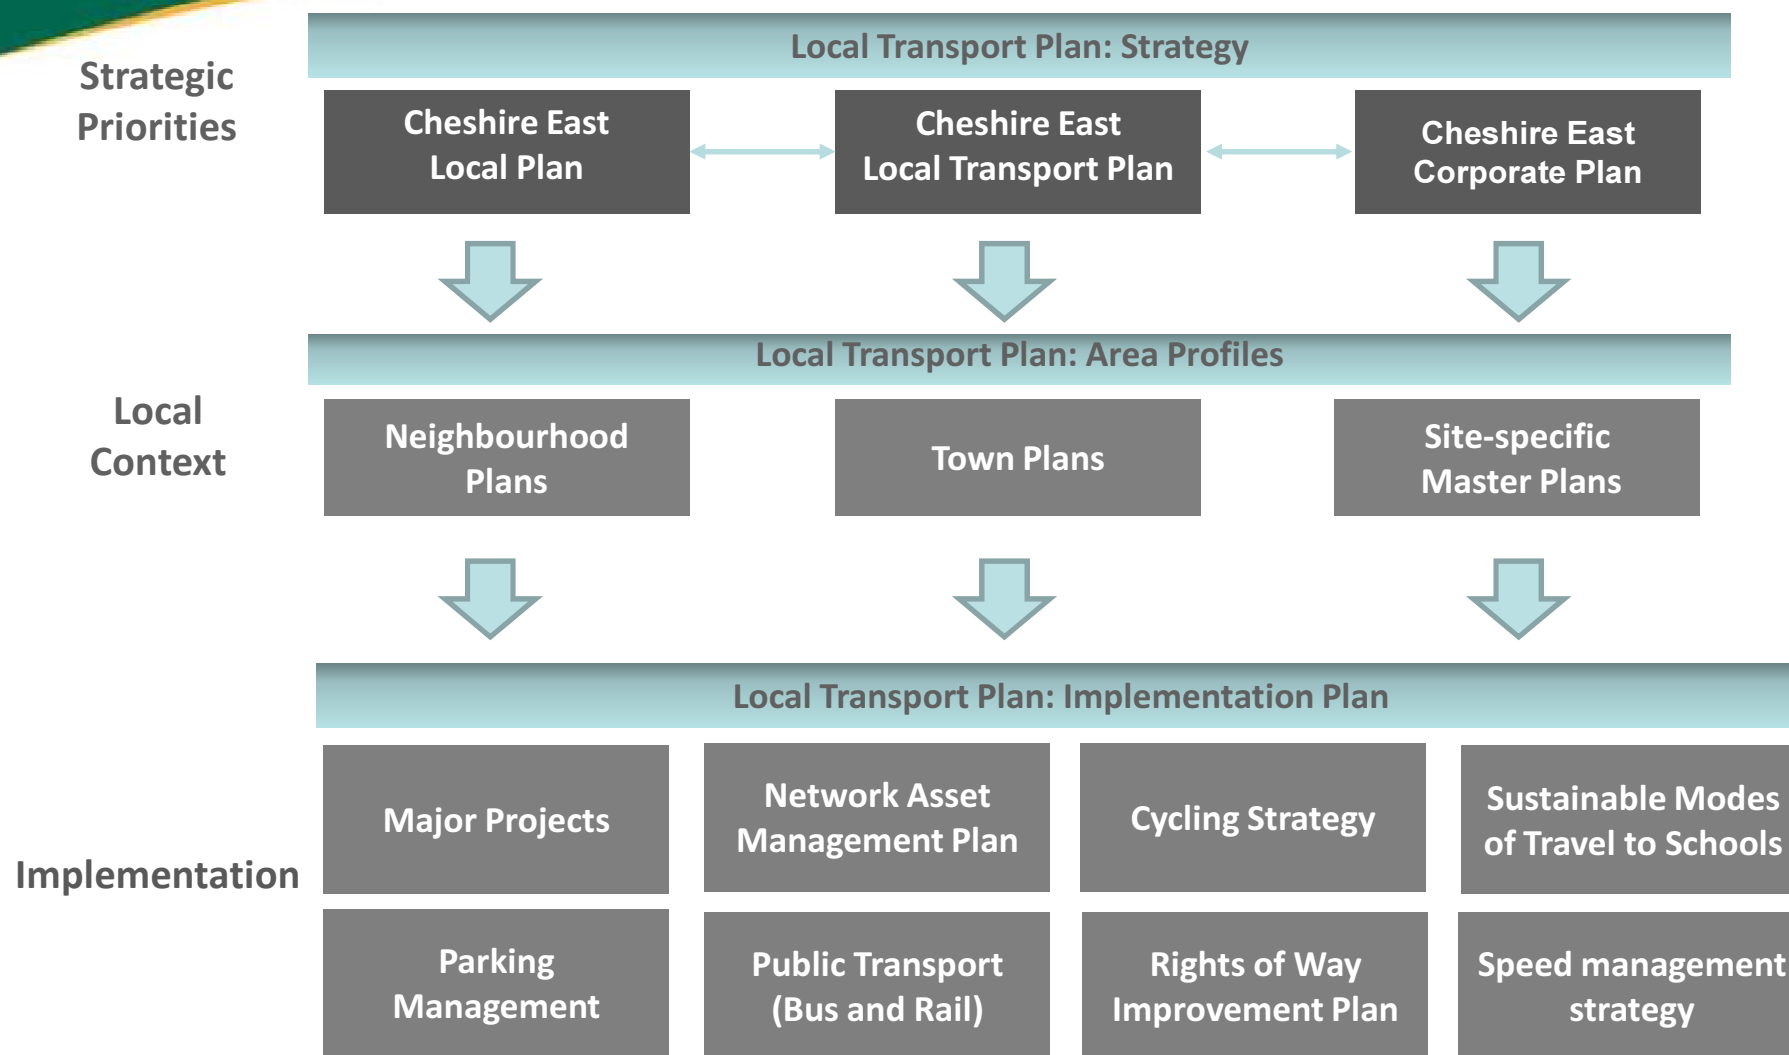 Local Transport Plan: Strategy
Strategic
Priorities
Cheshire East
Local Plan
Cheshire East
Local Transport Plan
Cheshire East
Corporate Plan
Local Transport Plan: Area Profiles
Local
Context
Neighbourhood
Plans
Town Plans
Site-specific
Master Plans
Local Transport Plan: Implementation Plan
Implementation
Major Projects
Network Asset
Management Plan
Cycling Strategy
Sustainable Modes
of Travel to Schools
Parking
Management
Public Transport
(Bus and Rail)
Rights of Way
Improvement Plan
Speed management
strategy